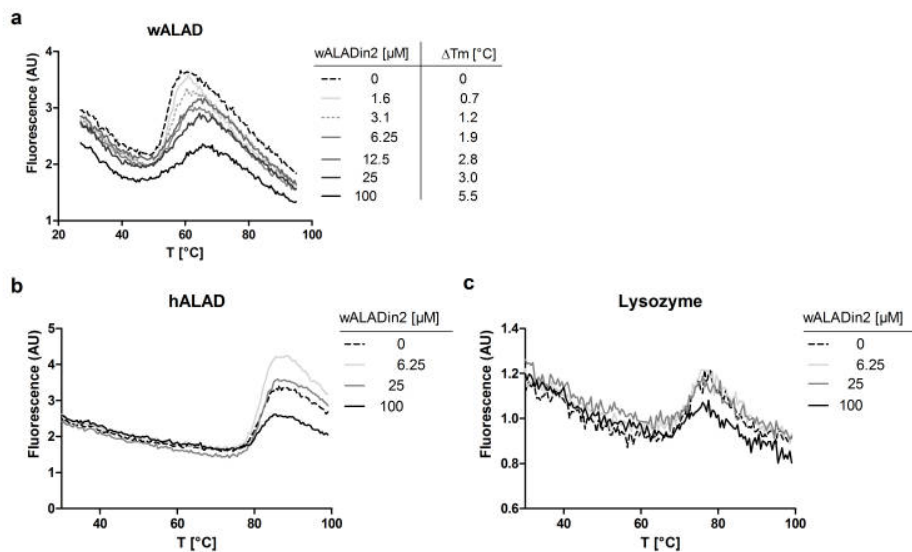 a
wALAD
Fluorescence (AU)
4
3
2
1
20 40 60 80 100
T [°C]
wALADin2 [µM] ΔTm [°C]
0 0
1.6 0.7
3.1 1.2
6.25 1.9
12.5 2.8
25 3.0
100 5.5
b
hALAD
Fluorescence (AU)
5
4
3
2
1
0
40 60 80 100
T [°C]
wALADin2 [µM]
0
6.25
25
100
c
Lysozyme
Fluorescence (AU)
1.4
1.2
1.0
0.8
0.6
40 60 80 100
T [°C]
wALADin2 [µM]
0
6.25
25
100